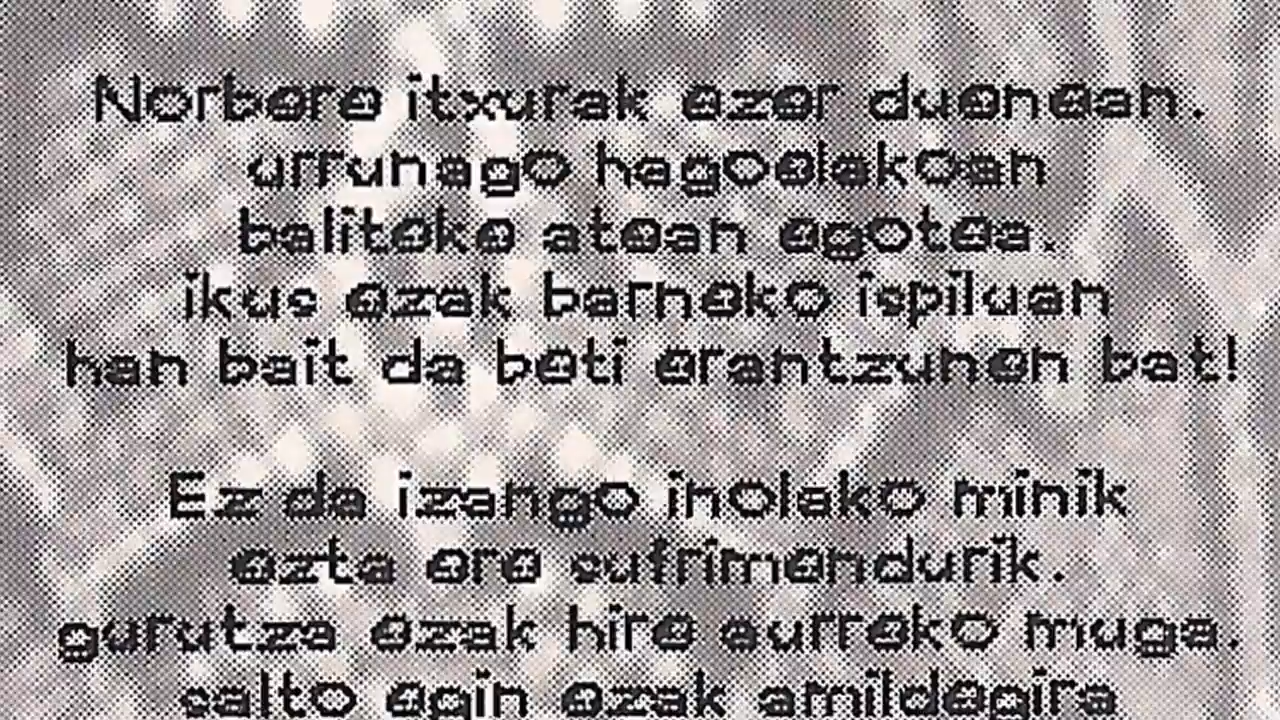 Norbere itxurak ezer duenean.
urrunago hagoelakoan
baliteke atean egotea.
ikus ezak barneko ispiluan
han bait da beti erantzunen bat!
Ez da izango inolako minik
ezta ere sufrimendurik.
gurutza ezak hire aurreko muga.
salto egin ezak amildegira